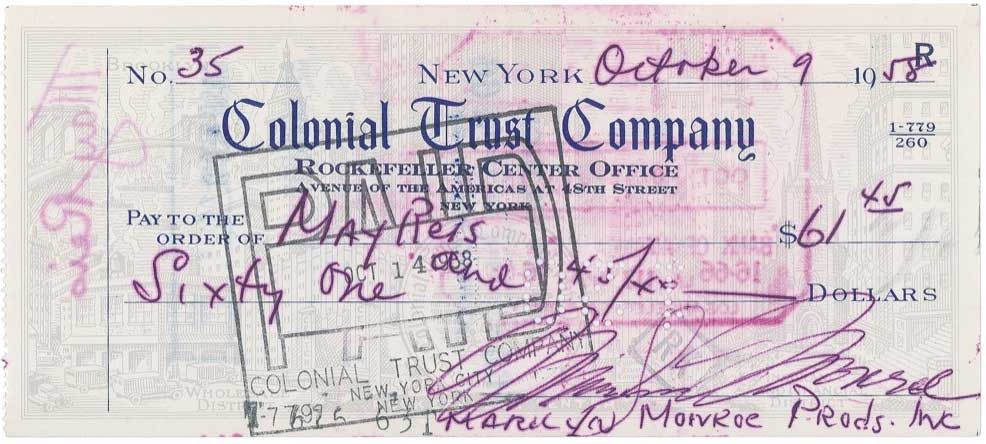 No. 35 NEW YORK October 9 1958 R
Colonial Trust Company
1-779
260
ROCKEFELLER CENTER OFFICE
AVENUE OF THE AMERICAS AT 48TH STREET
NEW YORK
PAY TO THE
ORDER OF May Reis $61 45
Sixty One and 45/xx DOLLARS
PAID
OCT 14 1958
COLONIAL TRUST COMPANY
NEW YORK CITY
NEW YORK
Marilyn Monroe
MARILYN MONROE PRODS. INC